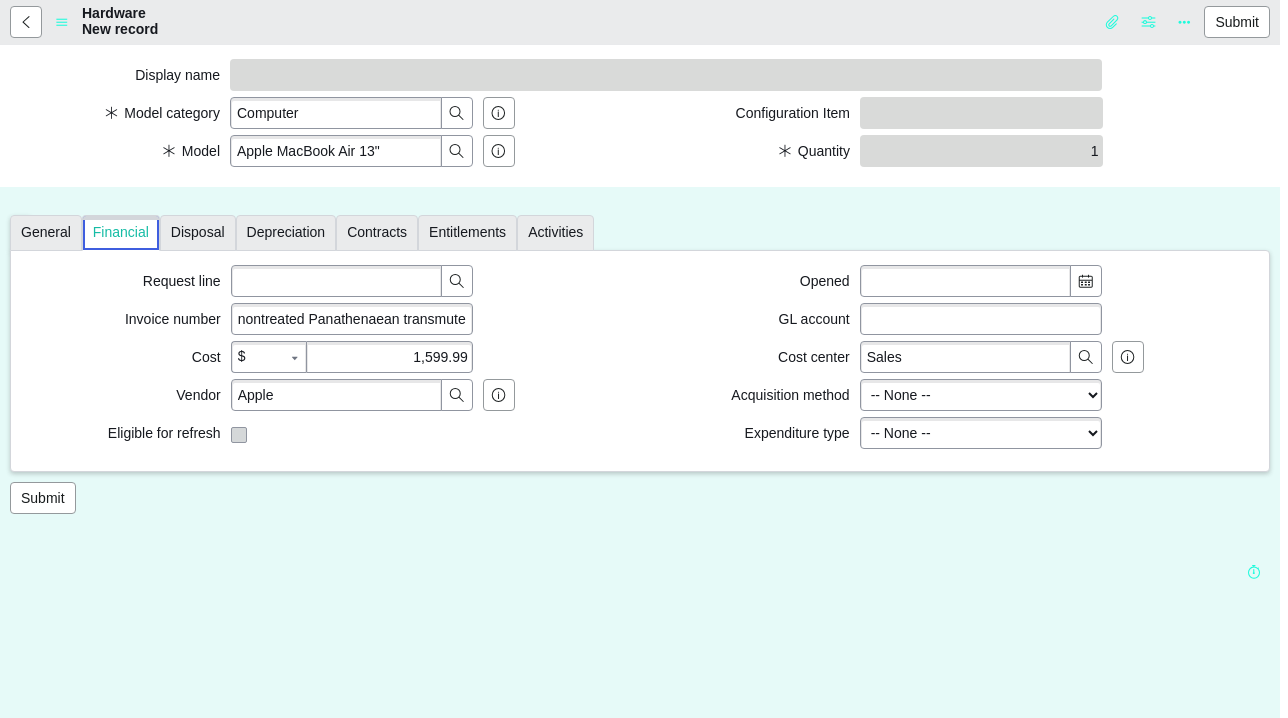 Hardware
New record
Submit
Display name
Model category
Computer
Configuration Item
Model
Apple MacBook Air 13"
Quantity
1
General
Financial
Disposal
Depreciation
Contracts
Entitlements
Activities
Request line
Opened
Invoice number
nontreated Panathenaean transmute
GL account
Cost
$
1,599.99
Cost center
Sales
Vendor
Apple
Acquisition method
-- None --
Eligible for refresh
Expenditure type
-- None --
Submit